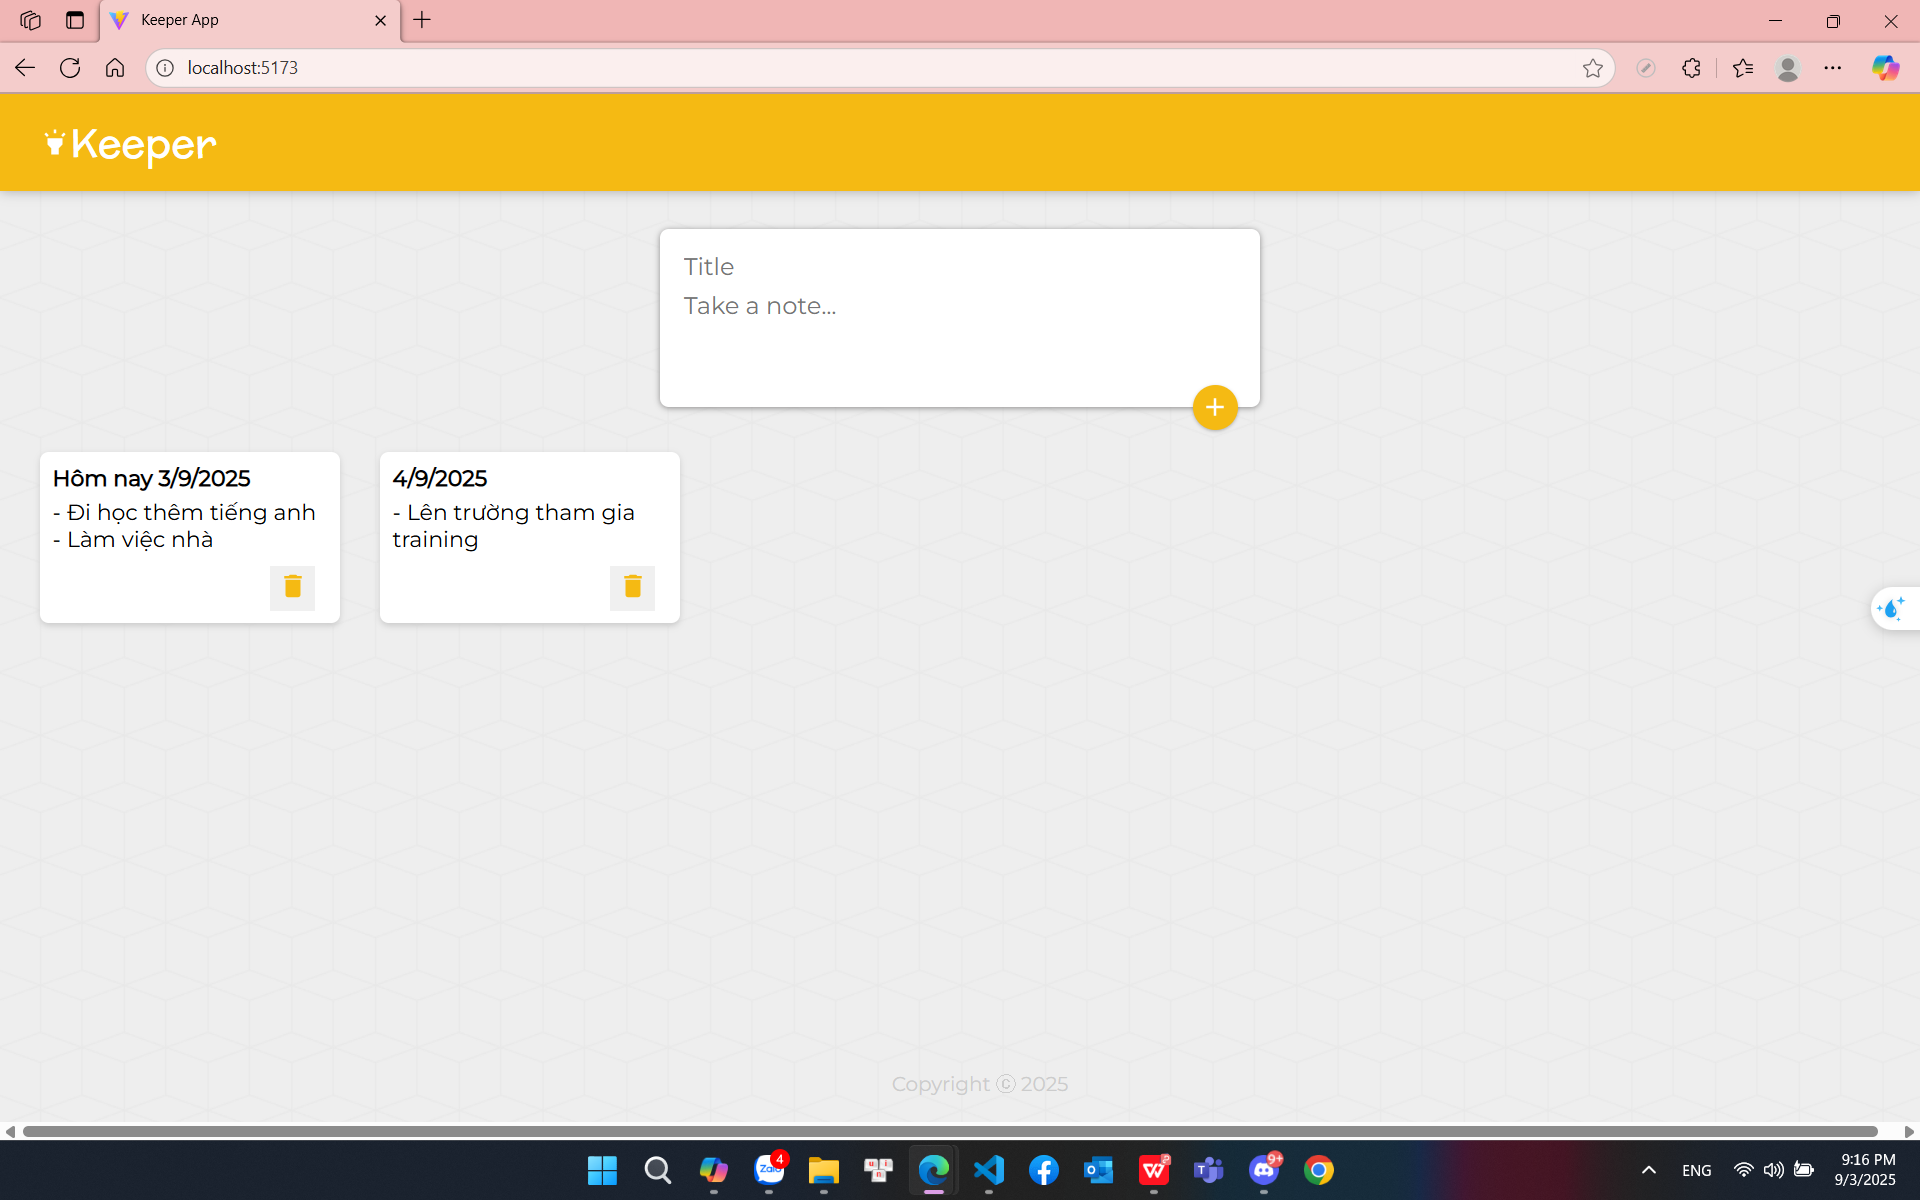 Keeper App
localhost:5173
Keeper
Title
Take a note...
Hôm nay 3/9/2025
- Đi học thêm tiếng anh
- Làm việc nhà
4/9/2025
- Lên trường tham gia
training
Copyright ⓒ 2025
Zalo
4
9+
ENG
9:16 PM
9/3/2025